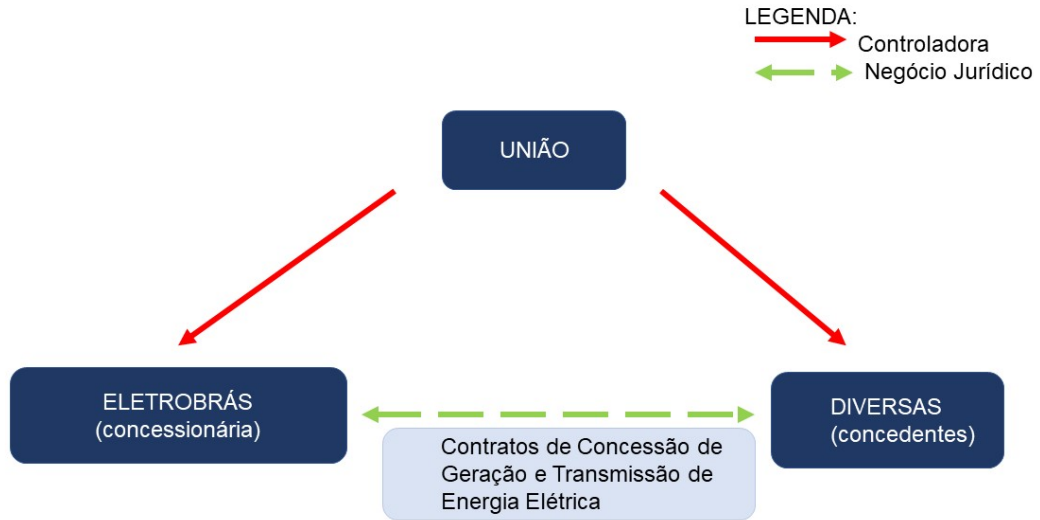 LEGENDA:
Controladora
Negócio Jurídico
UNIÃO
ELETROBRÁS
(concessionária)
DIVERSAS
(concedentes)
Contratos de Concessão de
Geração e Transmissão de
Energia Elétrica